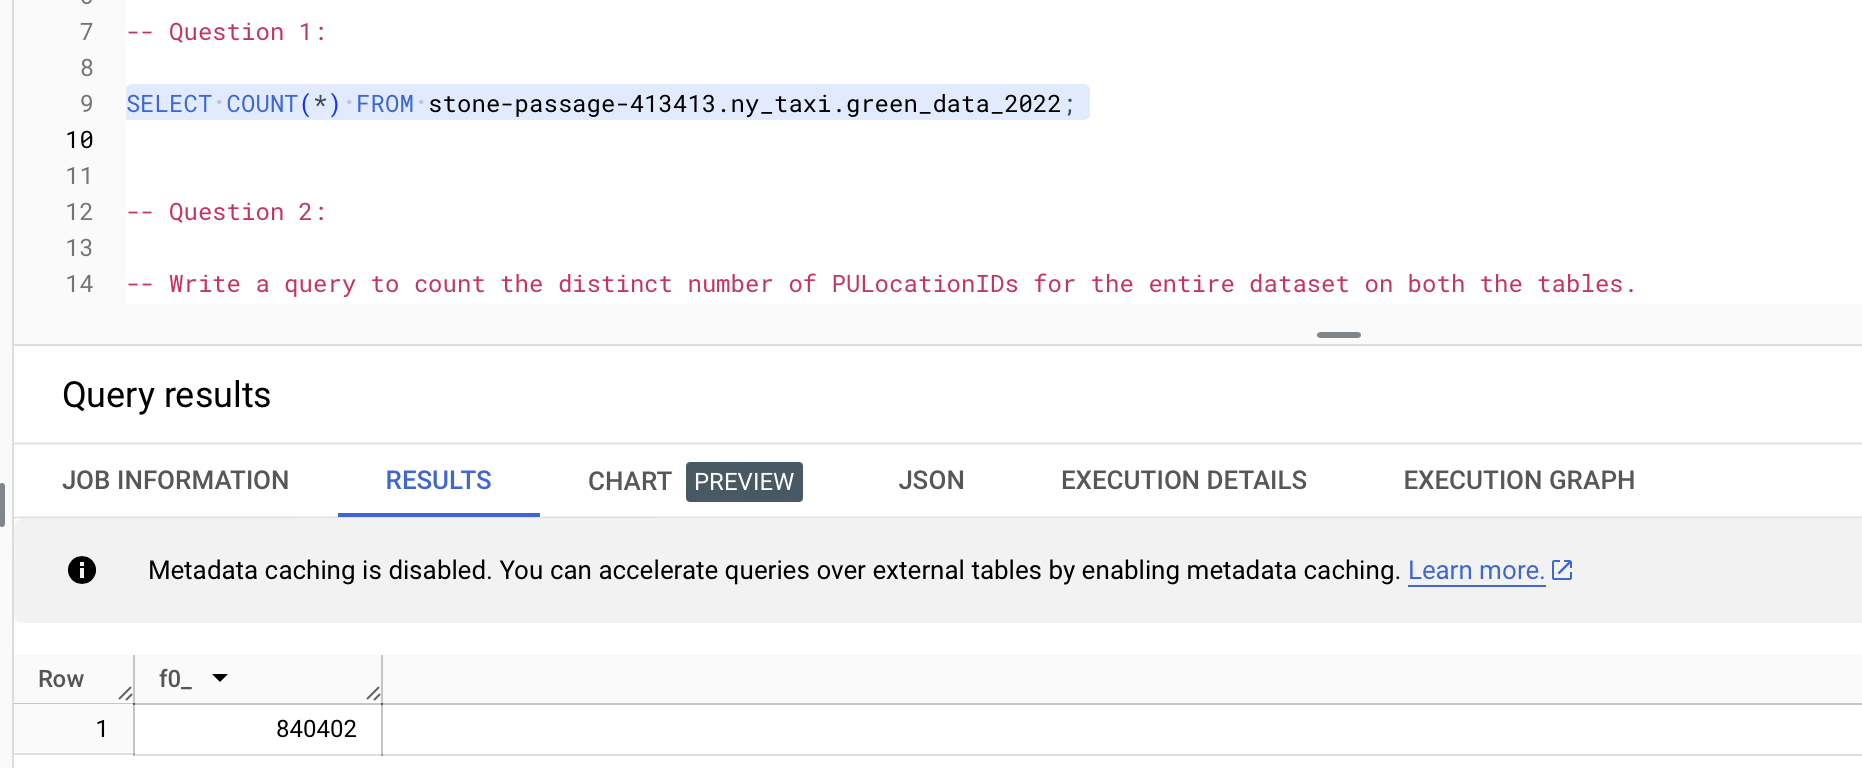 7 -- Question 1:
8
9 SELECT COUNT(*) FROM stone-passage-413413.ny_taxi.green_data_2022;
10
11
12 -- Question 2:
13
14 -- Write a query to count the distinct number of PULocationIDs for the entire dataset on both the tables.
Query results
JOB INFORMATION RESULTS CHART PREVIEW JSON EXECUTION DETAILS EXECUTION GRAPH
Metadata caching is disabled. You can accelerate queries over external tables by enabling metadata caching. Learn more.
Row f0_
1 840402